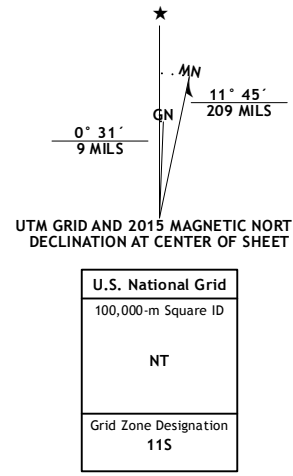 ★
MN
11° 45´
209 MILS
GN
0° 31´
9 MILS
UTM GRID AND 2015 MAGNETIC NORT
DECLINATION AT CENTER OF SHEET
U.S. National Grid
100,000-m Square ID
NT
Grid Zone Designation
11S